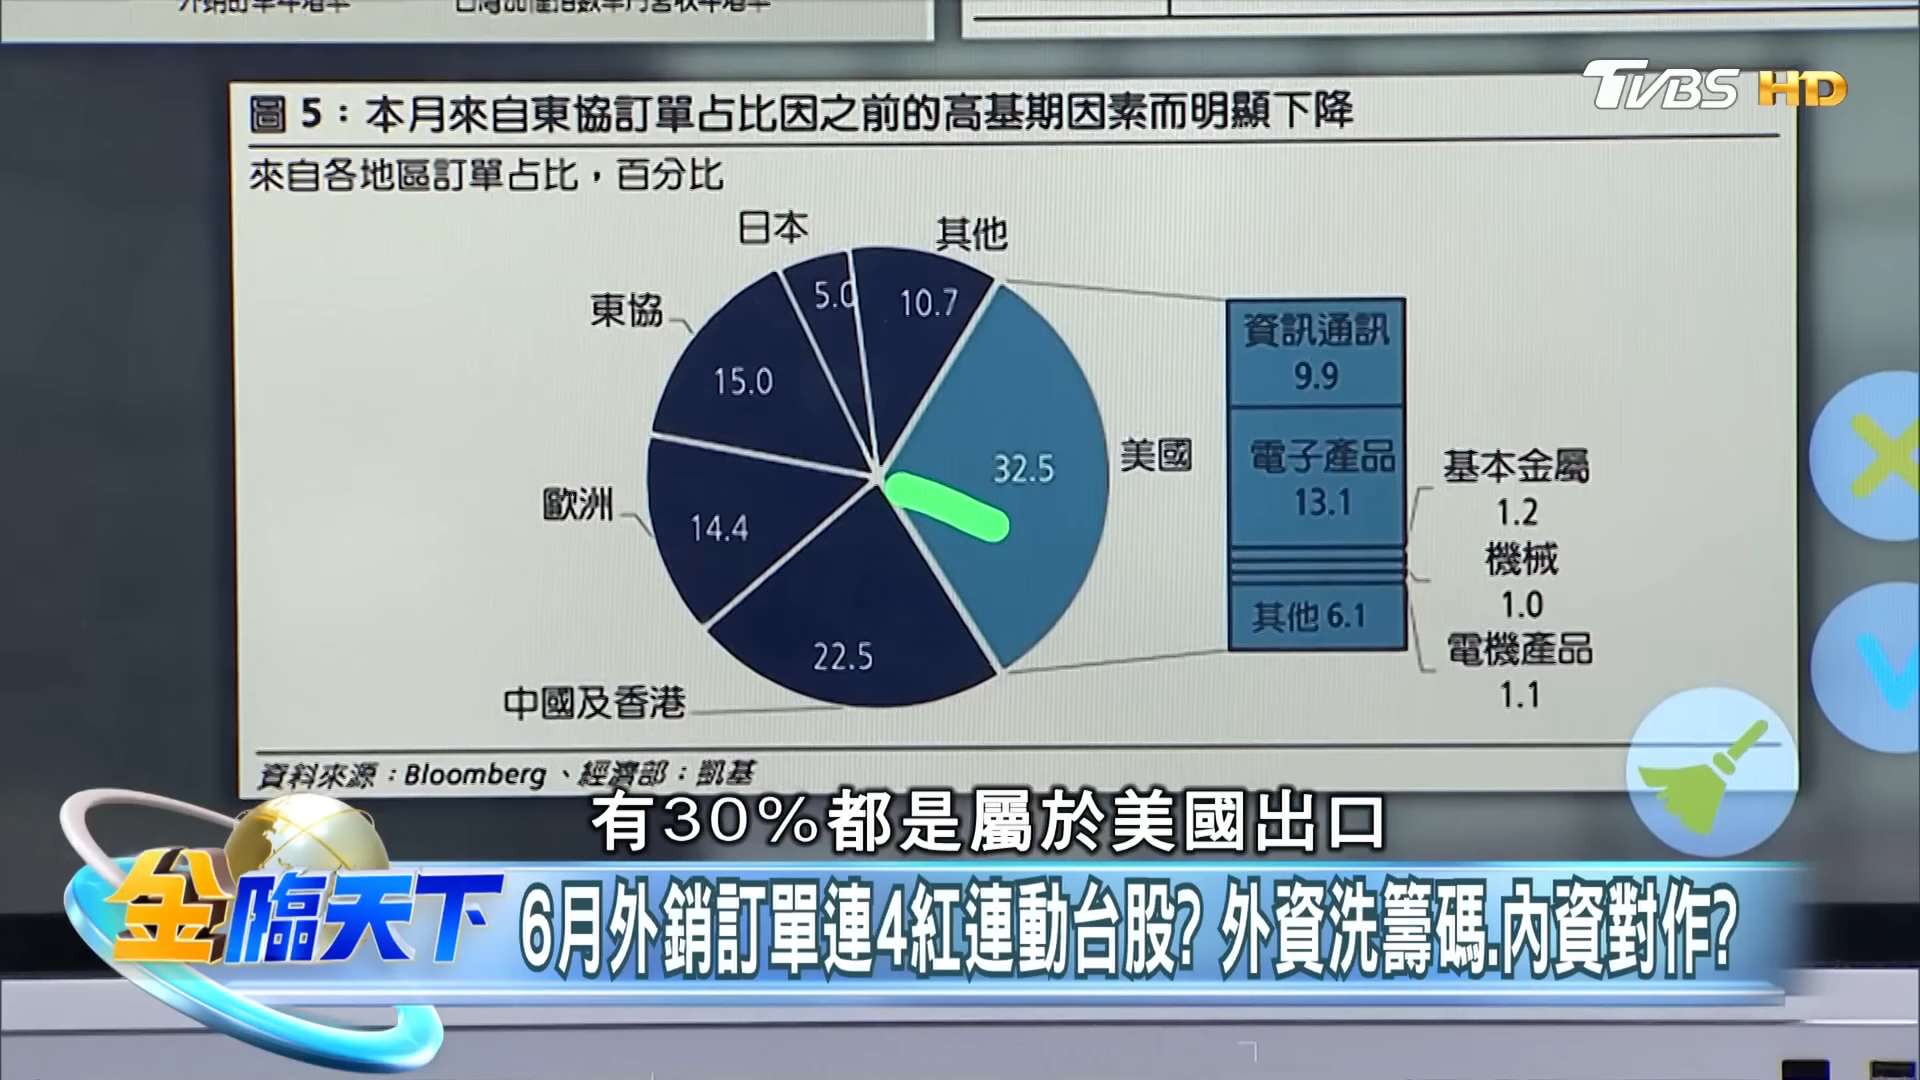 TVBS HD
圖 5：本月來自東協訂單占比因之前的高基期因素而明顯下降
來自各地區訂單占比，百分比
日本
其他
東協
5.0
10.7
資訊通訊
9.9
15.0
美國
32.5
電子產品
13.1
基本金屬
1.2
歐洲
14.4
機械
1.0
其他 6.1
電機產品
1.1
22.5
中國及香港
資料來源：Bloomberg、經濟部；凱基
有30%都是屬於美國出口
金臨天下
6月外銷訂單連4紅連動台股? 外資洗籌碼.內資對作?